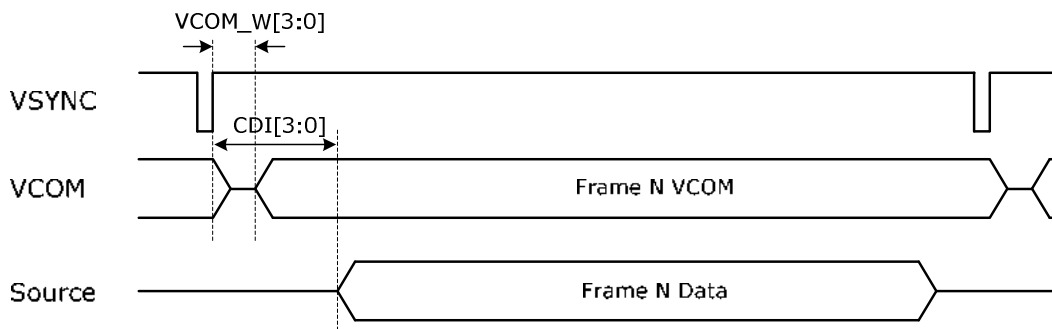 VCOM_W[3:0]
VSYNC
CDI[3:0]
VCOM
Frame N VCOM
Source
Frame N Data